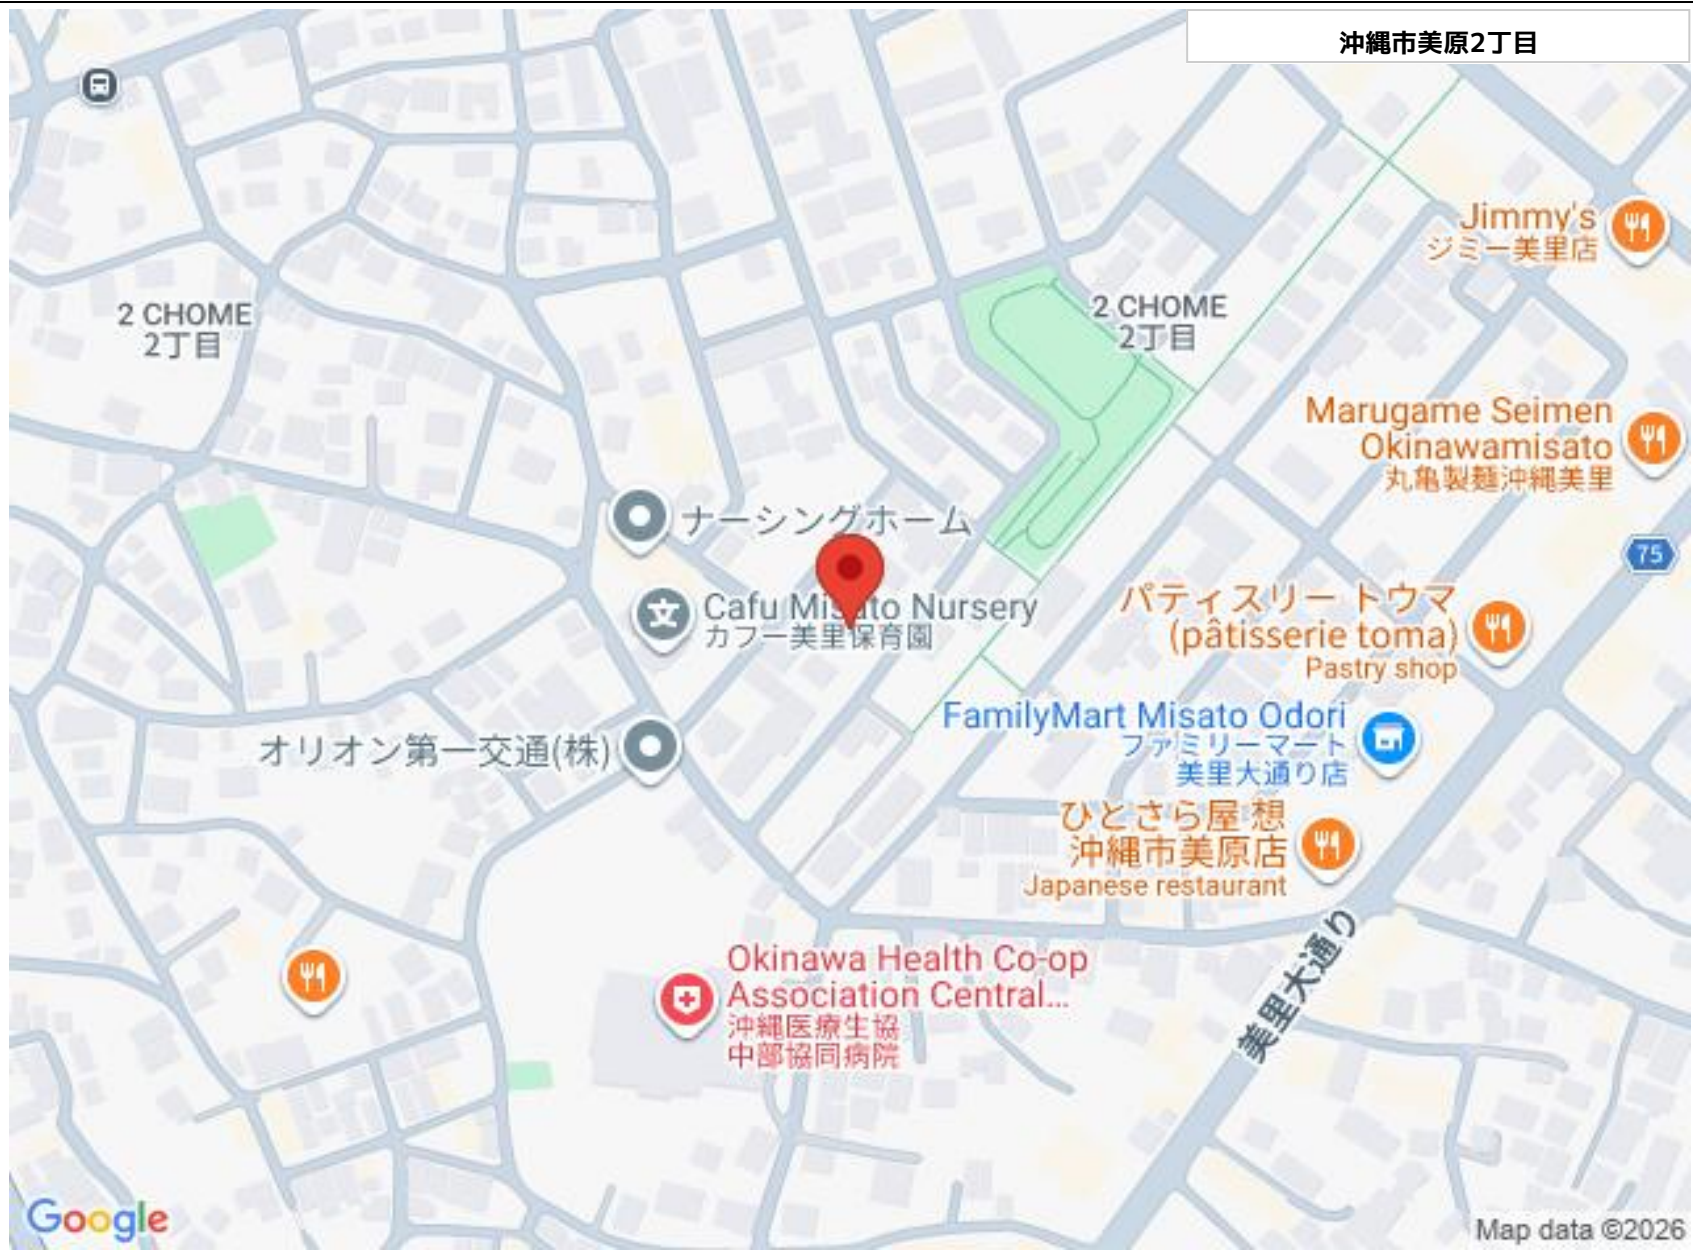 沖縄市美原2丁目
Jimmy's
ジミー美里店
2 CHOME
2丁目
2 CHOME
2丁目
Marugame Seimen
Okinawamisato
丸亀製麺沖縄美里
ナーシングホーム
75
Cafu Misato Nursery
カフー美里保育園
パティスリー トウマ
(pâtisserie toma)
Pastry shop
FamilyMart Misato Odori
ファミリーマート
美里大通り店
オリオン第一交通(株)
ひとさら屋 想
沖縄市美原店
Japanese restaurant
美里大通り
Okinawa Health Co-op
Association Central...
沖縄医療生協
中部協同病院
Google
Map data ©2026